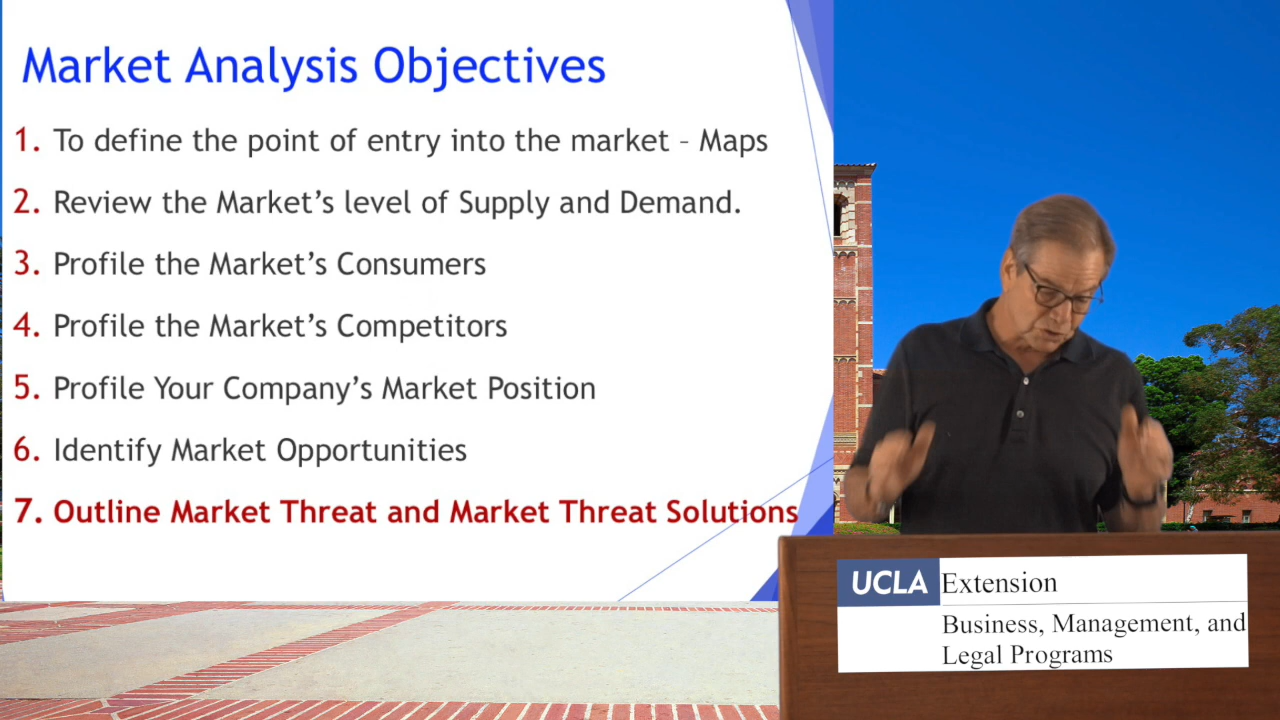 Market Analysis Objectives
1. To define the point of entry into the market – Maps
2. Review the Market's level of Supply and Demand.
3. Profile the Market's Consumers
4. Profile the Market's Competitors
5. Profile Your Company's Market Position
6. Identify Market Opportunities
7. Outline Market Threat and Market Threat Solutions
UCLA Extension
Business, Management, and
Legal Programs